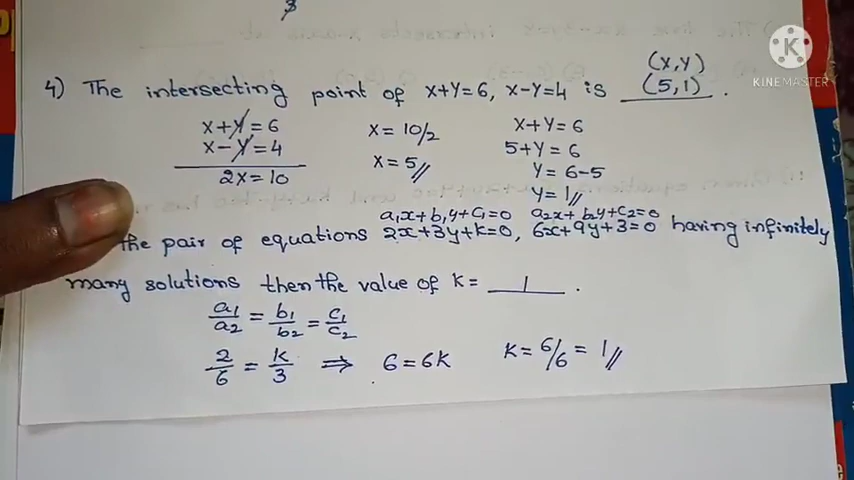 3
K
KINEMASTER
(x,y)
4) The intersecting point of x+y=6, x-y=4 is (5,1).
x+y=6 x=10/2 x+y=6
x-y=4 x=5// 5+y=6
2x=10 y=6-5
y=1//
a₁x+b₁y+c₁=0 a₂x+b₂y+c₂=0
the pair of equations 2x+3y+k=0, 6x+9y+3=0 having infinitely
many solutions then the value of k= 1.
a₁/a₂ = b₁/b₂ = c₁/c₂
2/6 = k/3 ⇒ 6=6k k=6/6=1//